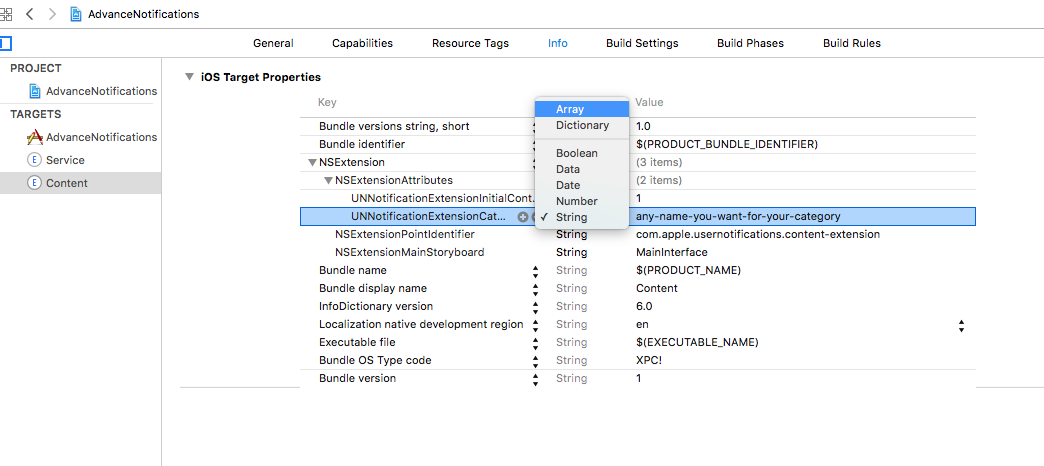 AdvanceNotifications
General Capabilities Resource Tags Info Build Settings Build Phases Build Rules
PROJECT
AdvanceNotifications
TARGETS
AdvanceNotifications
E Service
E Content
iOS Target Properties
Key Value
Array
Dictionary
Boolean
Data
Date
Number
✓ String
Bundle versions string, short 1.0
Bundle identifier $(PRODUCT_BUNDLE_IDENTIFIER)
NSExtension (3 items)
NSExtensionAttributes (2 items)
UNNotificationExtensionInitialCont. 1
UNNotificationExtensionCat... any-name-you-want-for-your-category
NSExtensionPointIdentifier String com.apple.usernotifications.content-extension
NSExtensionMainStoryboard String MainInterface
Bundle name String $(PRODUCT_NAME)
Bundle display name String Content
InfoDictionary version String 6.0
Localization native development region String en
Executable file String $(EXECUTABLE_NAME)
Bundle OS Type code String XPC!
Bundle version String 1